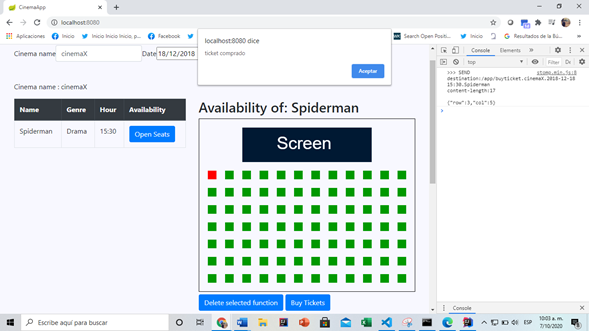 CinemaApp
localhost:8080
Aplicaciones Inicio Inicio Inicio Inicio, p... Facebook Twitter
Search Open Positi... Inicio Resultados de la Bú...
localhost:8080 dice
ticket comprado
Aceptar
Cinema name cinemaX Date 18/12/2018
Cinema name : cinemaX
Name Genre Hour Availability
Spiderman Drama 15:30 Open Seats
Availability of: Spiderman
Screen
Delete selected function Buy Tickets
Console Elements
top Filter
>>> SEND stomp.min.js:8
destination:/app/buyticket.cinemaX.2018-12-18
15:30.Spiderman
content-length:17
{"row":3,"col":5}
Console
Escribe aquí para buscar
ESP 10:03 a. m.
7/10/2020